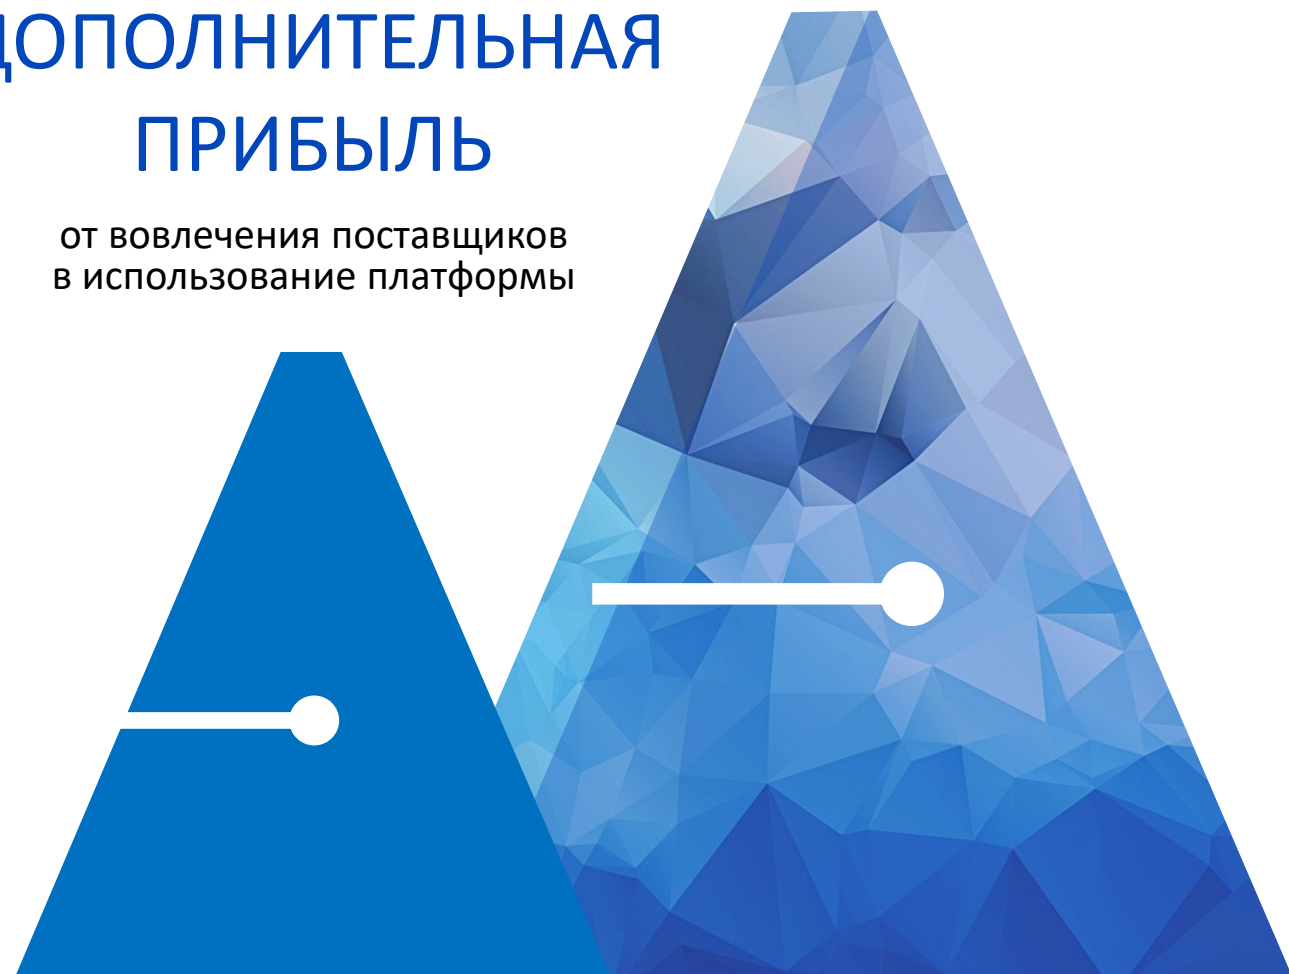 ДОПОЛНИТЕЛЬНАЯ
ПРИБЫЛЬ
от вовлечения поставщиков
в использование платформы